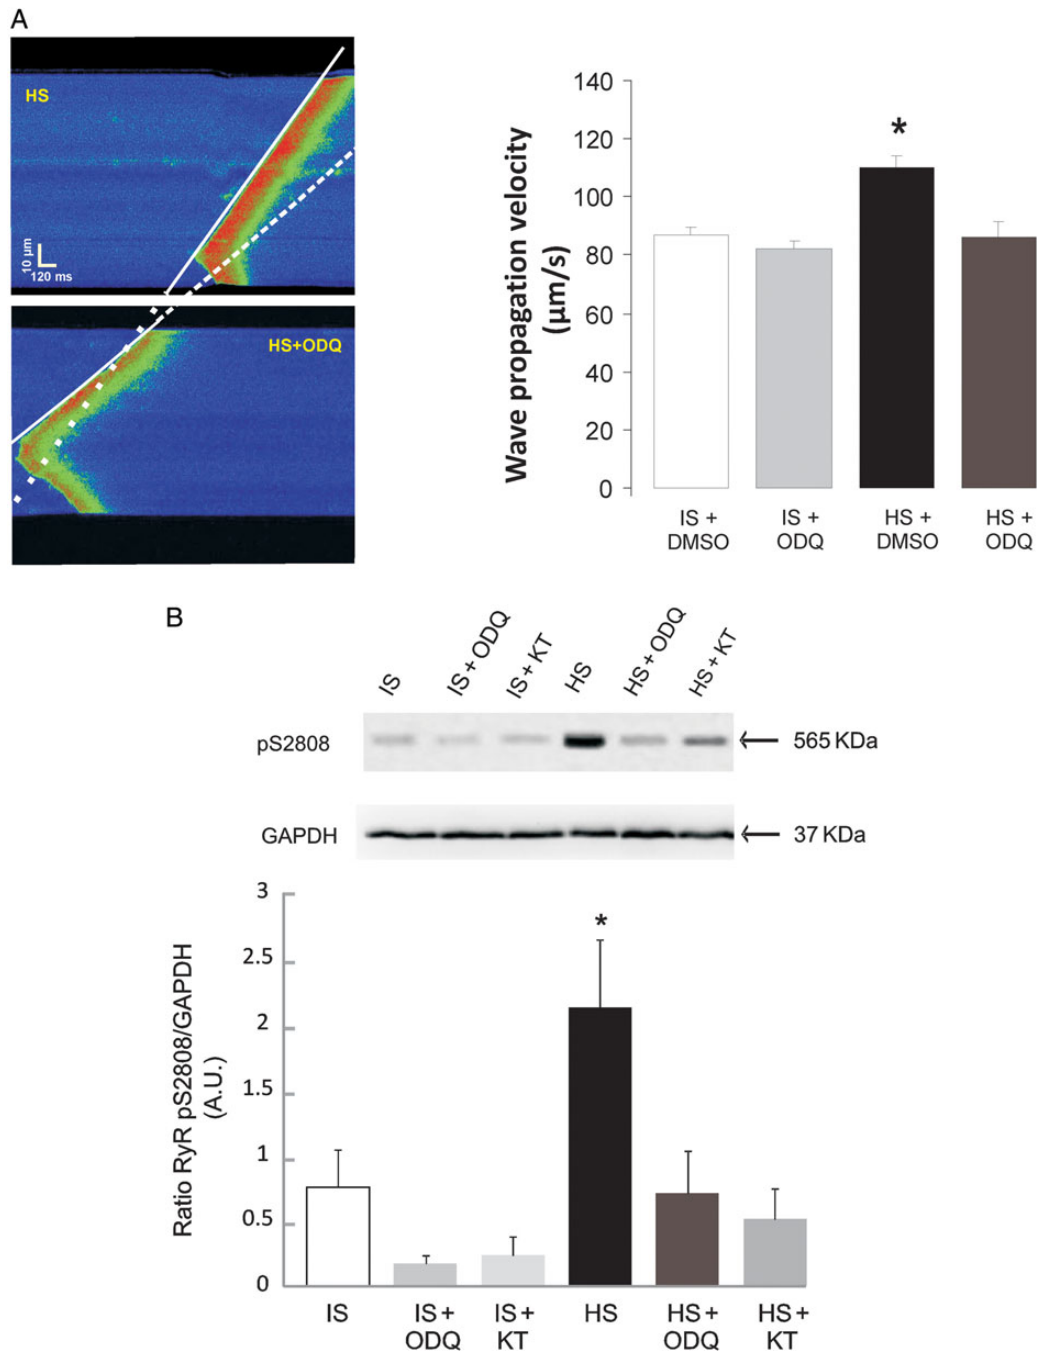 A
HS
10 µm
120 ms
HS+ODQ
Wave propagation velocity
(µm/s)
140
120
100
80
60
40
20
0
*
IS +
DMSO
IS +
ODQ
HS +
DMSO
HS +
ODQ
B
IS
IS + ODQ
IS + KT
HS
HS + ODQ
HS + KT
pS2808
565 KDa
GAPDH
37 KDa
Ratio RyR pS2808/GAPDH
(A.U.)
3
2.5
2
1.5
1
0.5
0
*
IS
IS +
ODQ
IS +
KT
HS
HS +
ODQ
HS +
KT